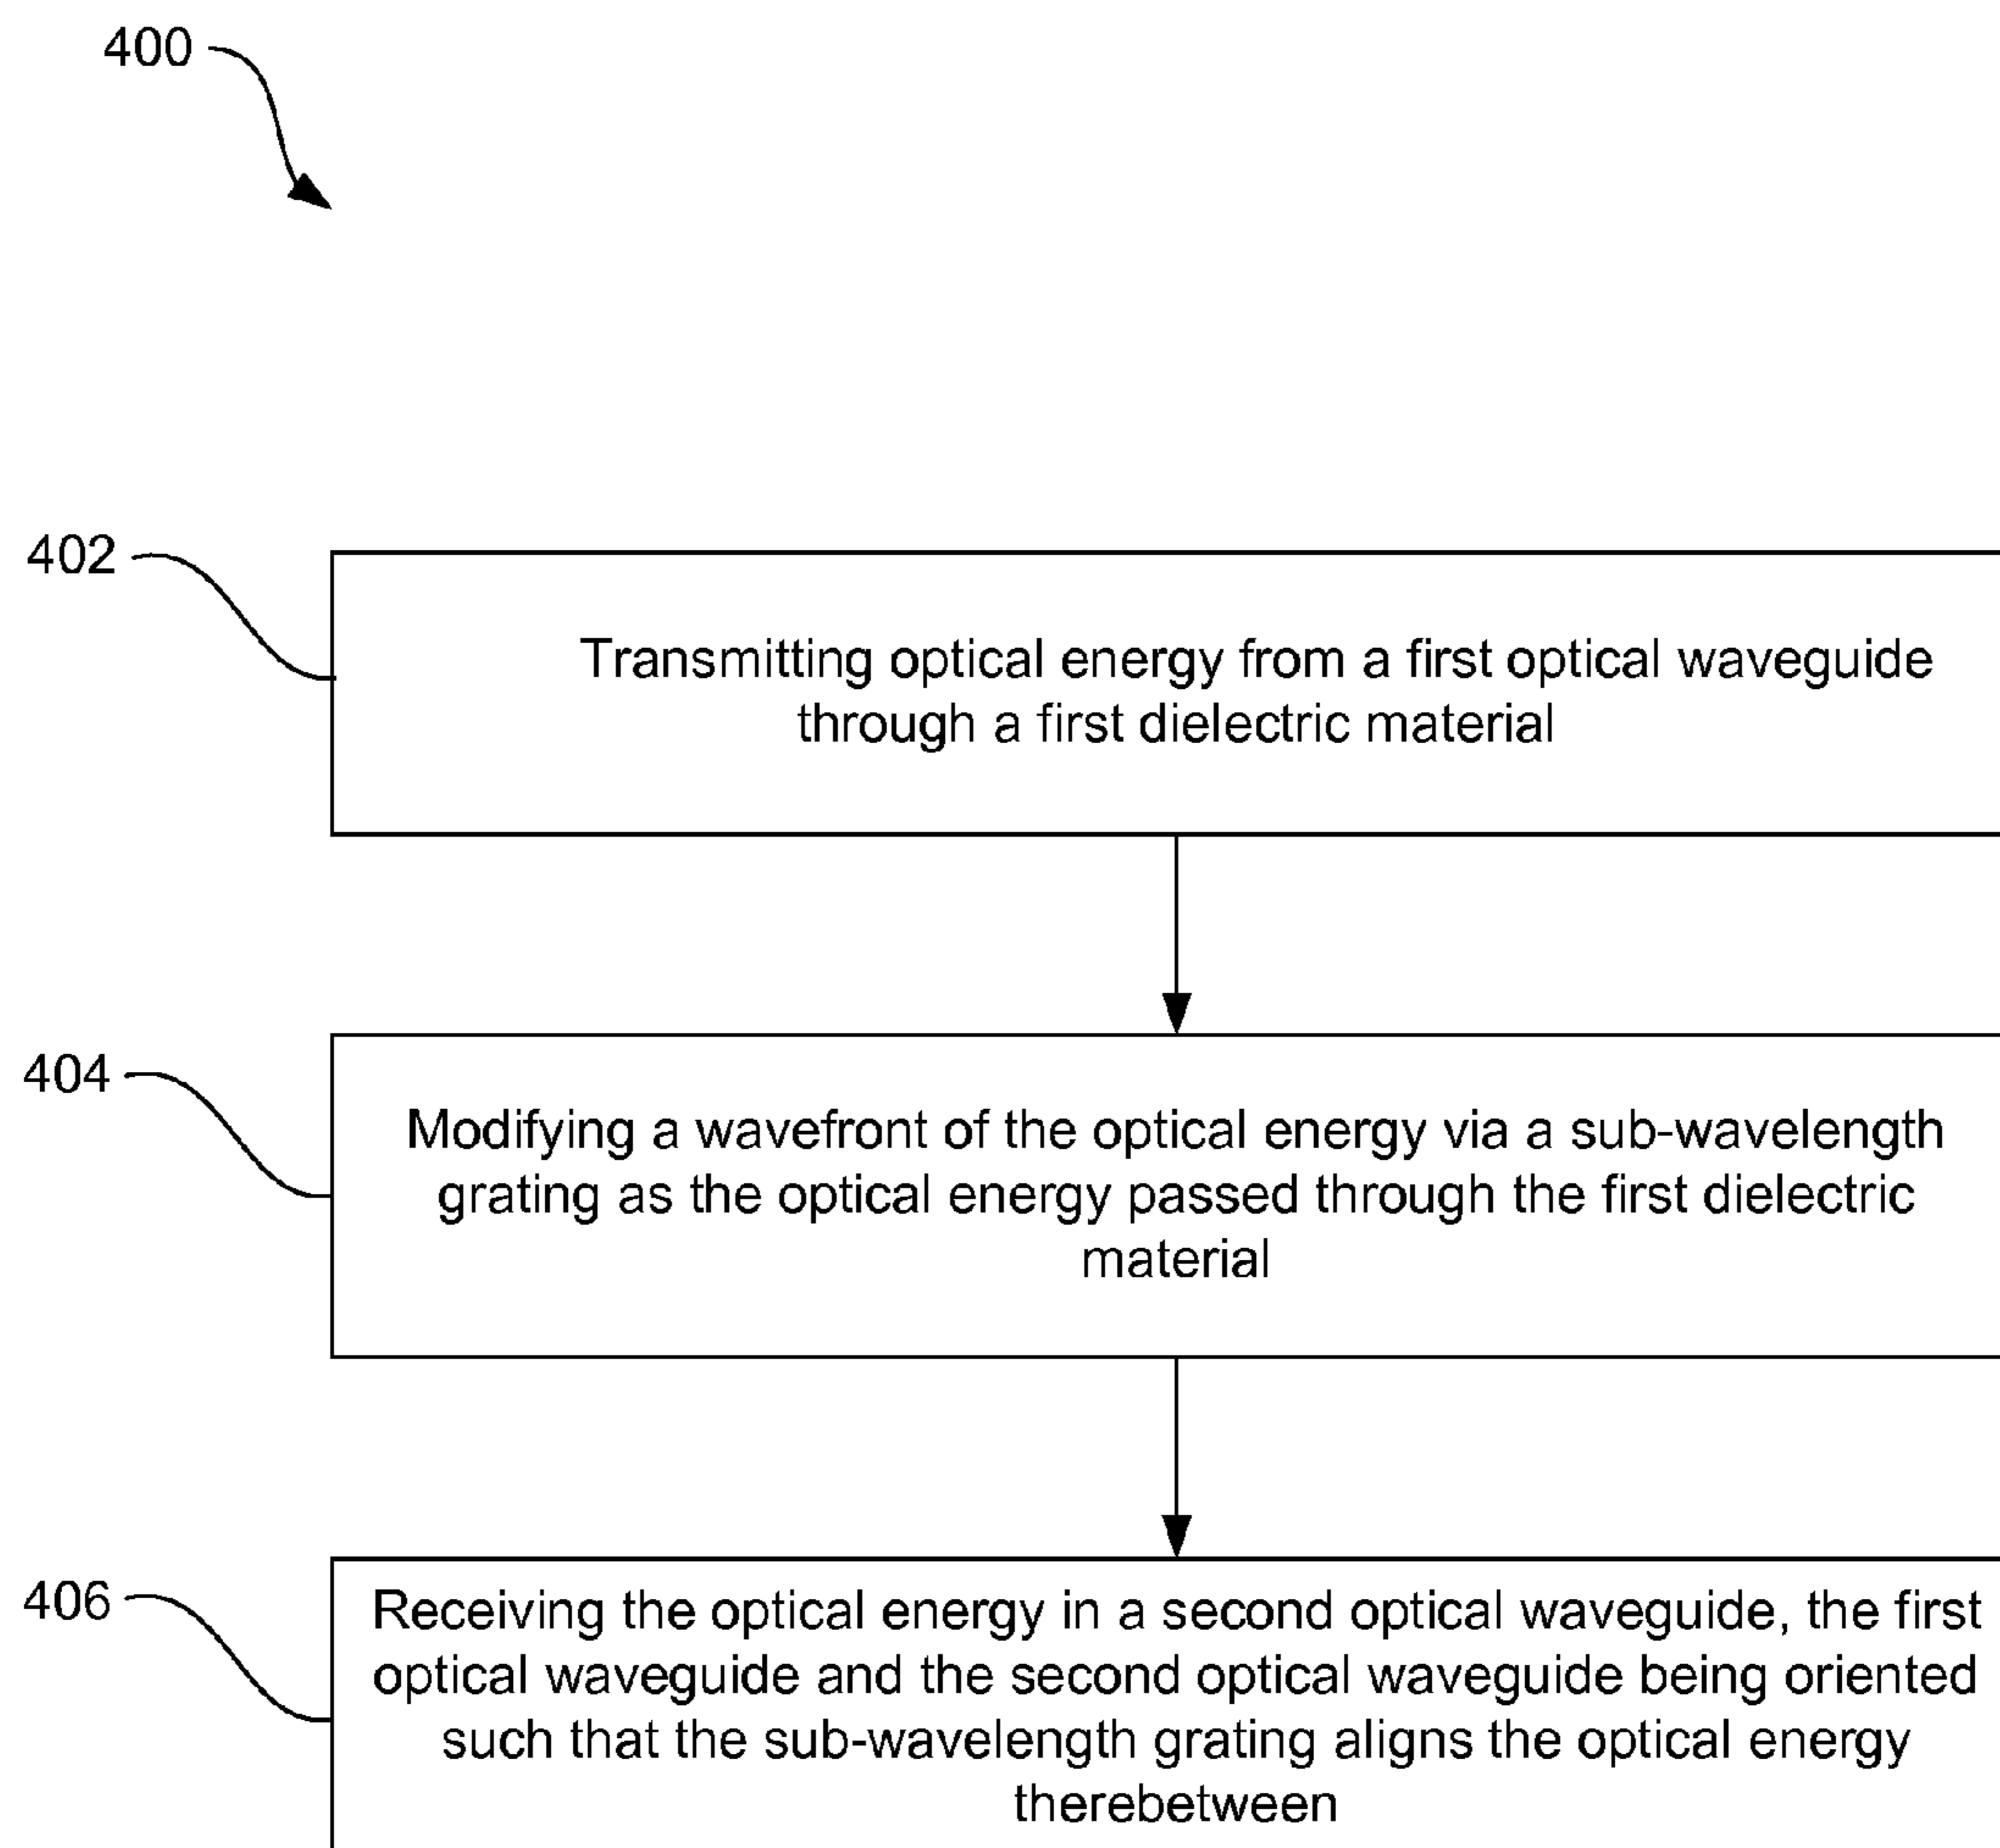 400
402
Transmitting optical energy from a first optical waveguide
through a first dielectric material
404
Modifying a wavefront of the optical energy via a sub-wavelength
grating as the optical energy passed through the first dielectric
material
406
Receiving the optical energy in a second optical waveguide, the first
optical waveguide and the second optical waveguide being oriented
such that the sub-wavelength grating aligns the optical energy
therebetween